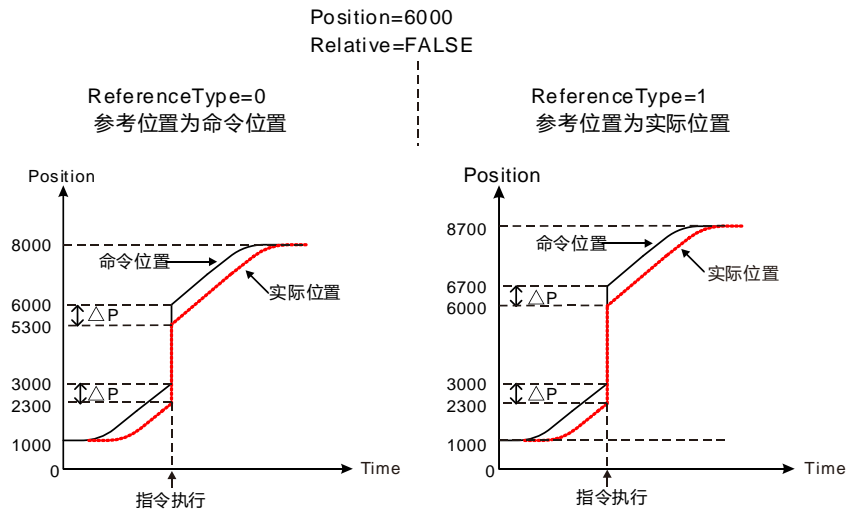 Position=6000
Relative=FALSE
ReferenceType=0
参考位置为命令位置
Position
8000
命令位置
实际位置
6000
△P
5300
3000
△P
2300
1000
0
Time
指令执行
ReferenceType=1
参考位置为实际位置
Position
8700
命令位置
实际位置
6700
△P
6000
3000
△P
2300
1000
0
Time
指令执行